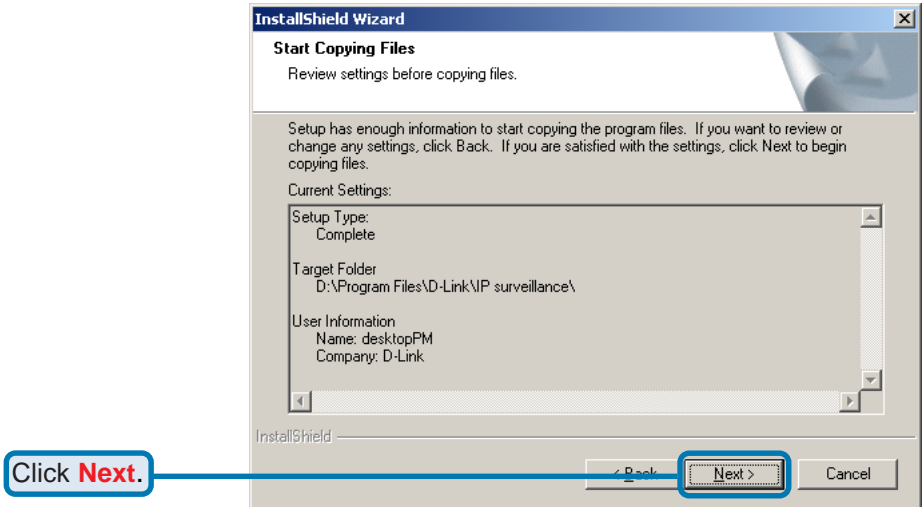 InstallShield Wizard
Start Copying Files
Review settings before copying files.
Setup has enough information to start copying the program files. If you want to review or
change any settings, click Back. If you are satisfied with the settings, click Next to begin
copying files.
Current Settings:
Setup Type:
Complete
Target Folder
D:\Program Files\D-Link\IP surveillance\
User Information
Name: desktopPM
Company: D-Link
InstallShield
Click Next.
< Back
Next >
Cancel